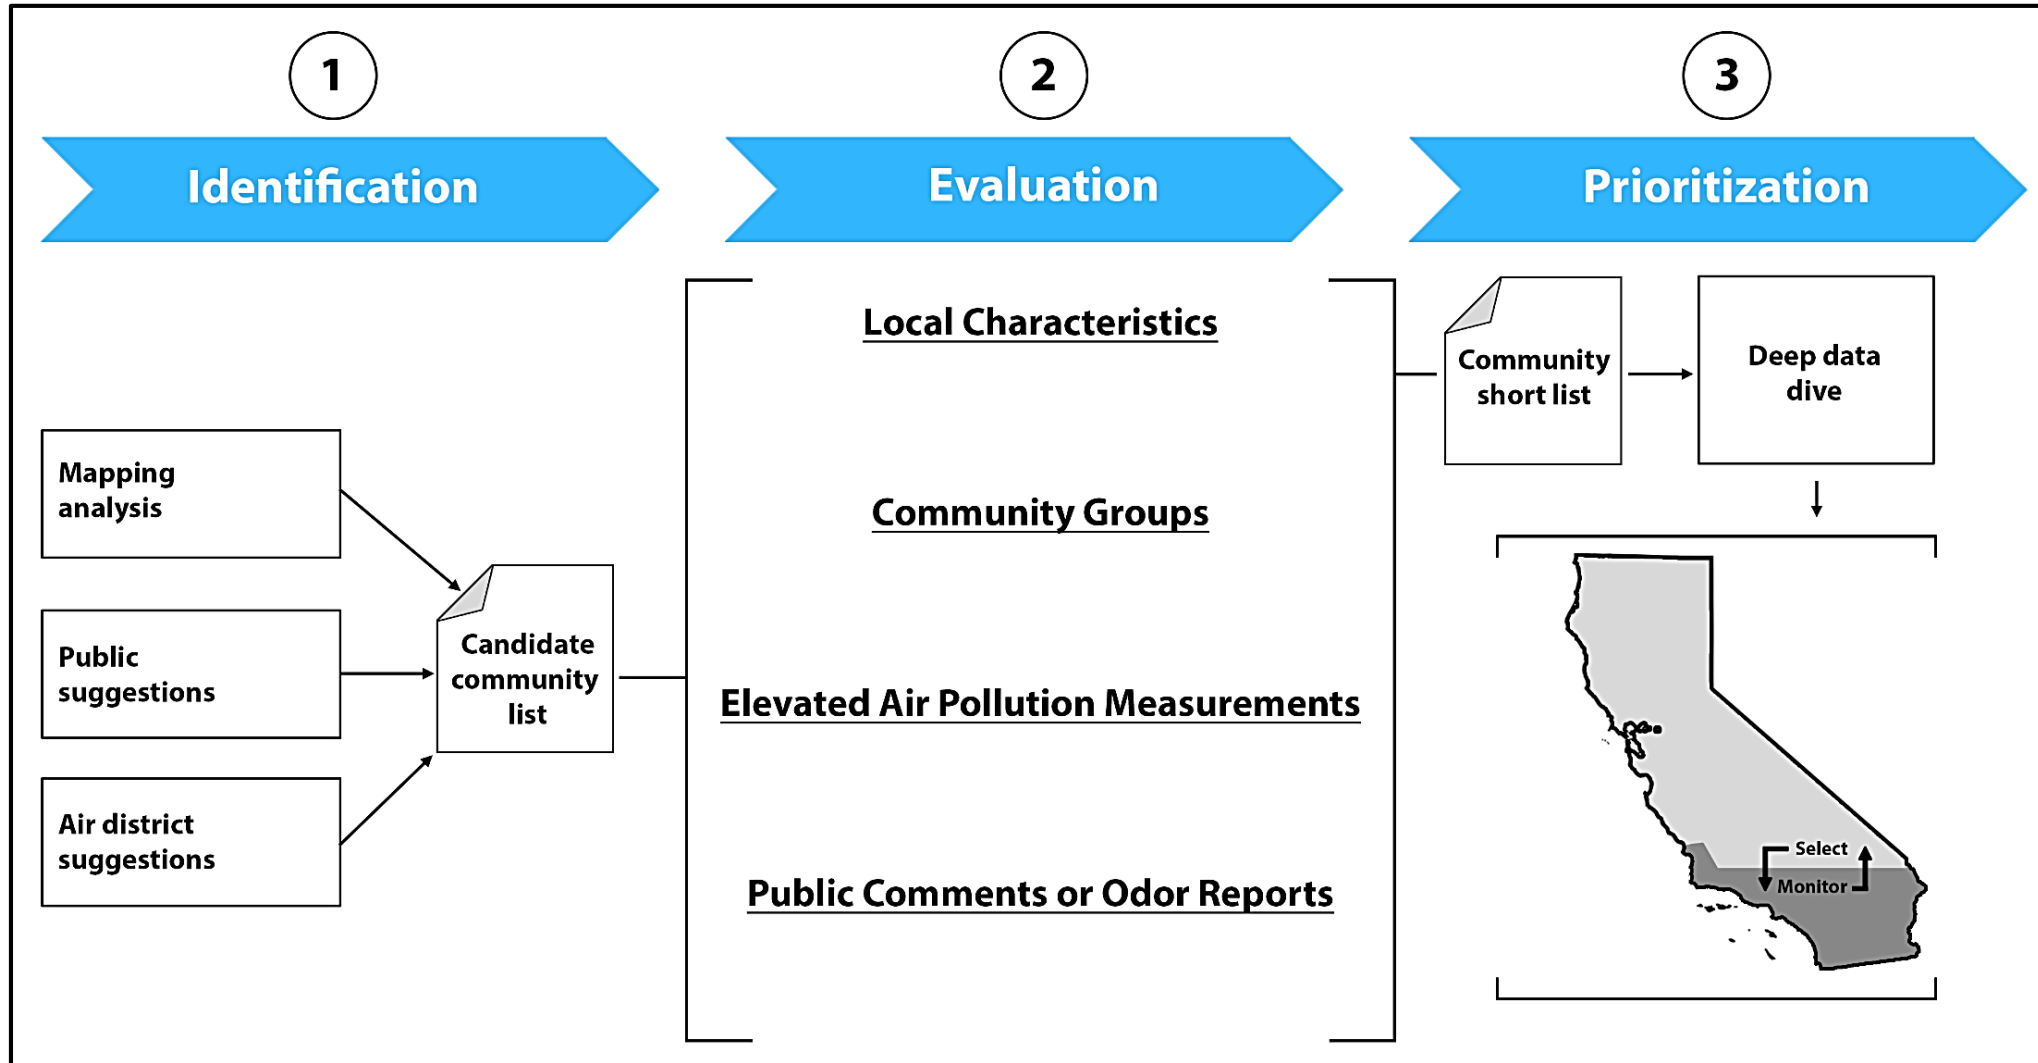 1
Identification
Mapping
analysis
Public
suggestions
Air district
suggestions
Candidate
community
list
2
Evaluation
Local Characteristics
Community Groups
Elevated Air Pollution Measurements
Public Comments or Odor Reports
3
Prioritization
Community
short list
Deep data
dive
Select
Monitor